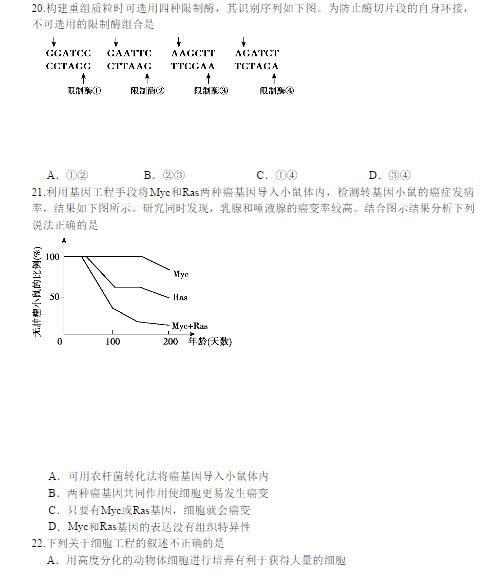 20.构建重组质粒时可选用四种限制酶，其识别序列如下图。为防止酶切片段的自身环接，
不可选用的限制酶组合是
GGATCC GAATTC AAGCTT AGATCT
CCTAGG CTTAAG TTCGAA TCTAGA
限制酶① 限制酶② 限制酶③ 限制酶④
A．①② B．②③ C．①④ D．③④
21.利用基因工程手段将Myc和Ras两种癌基因导入小鼠体内，检测转基因小鼠的癌症发病
率，结果如下图所示。研究同时发现，乳腺和唾液腺的癌变率较高。结合图示结果分析下列
说法正确的是
无肿瘤小鼠的比例(%)
100
50
0 100 200 年龄(天数)
Myc
Ras
Myc+Ras
A．可用农杆菌转化法将癌基因导入小鼠体内
B．两种癌基因共同作用使细胞更易发生癌变
C．只要有Myc或Ras基因，细胞就会癌变
D．Myc和Ras基因的表达没有组织特异性
22.下列关于细胞工程的叙述不正确的是
A．用高度分化的动物体细胞进行培养有利于获得大量的细胞